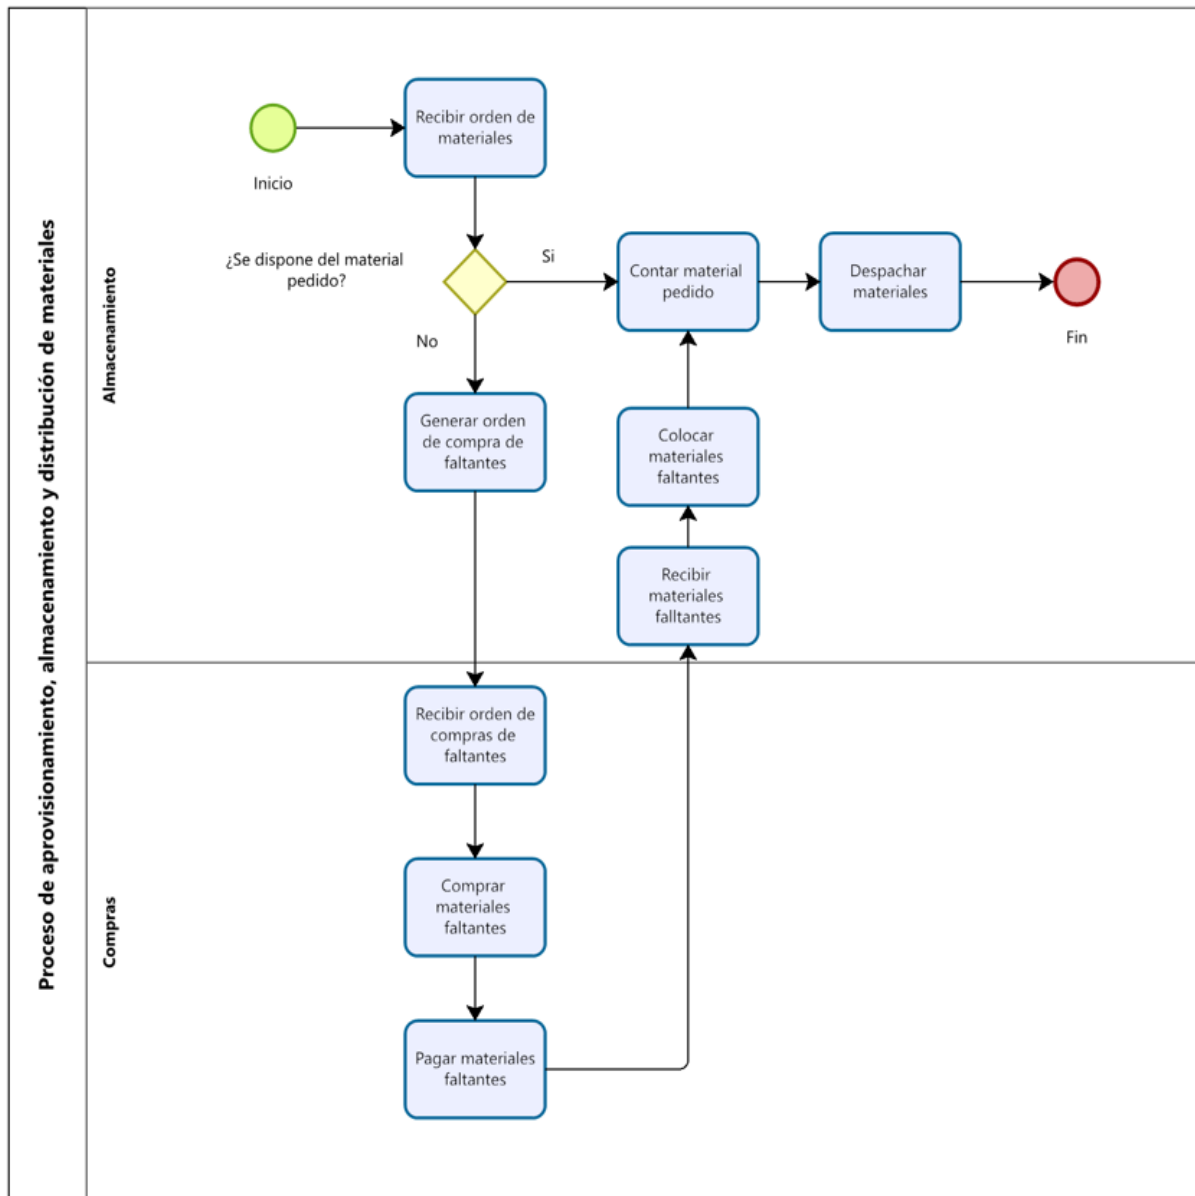 Proceso de aprovisionamiento, almacenamiento y distribución de materiales
Almacenamiento
Inicio
Recibir orden de
materiales
¿Se dispone del material
pedido?
Si
No
Contar material
pedido
Despachar
materiales
Fin
Generar orden
de compra de
faltantes
Colocar
materiales
faltantes
Recibir
materiales
falltantes
Compras
Recibir orden de
compras de
faltantes
Comprar
materiales
faltantes
Pagar materiales
faltantes